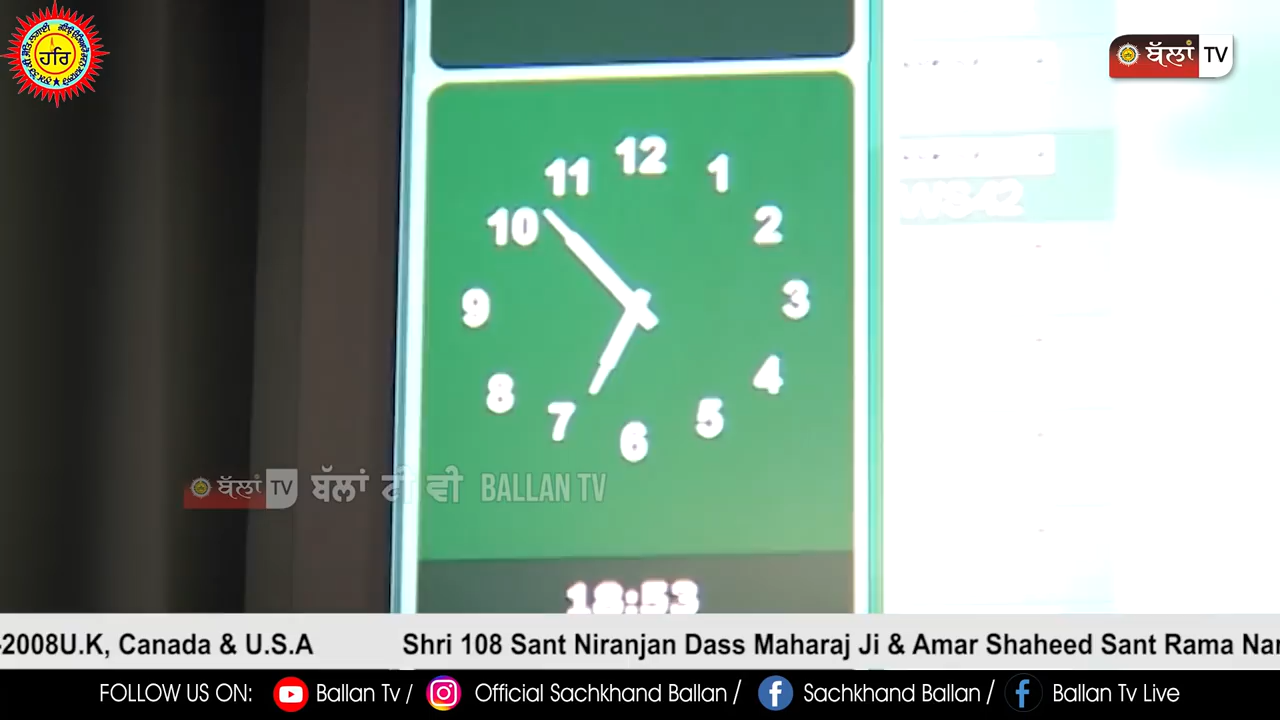 ਹਰਿ
ਬੱਲਾਂ TV
12
11 1
10 2
9 3
8 4
7 5
6
18:53
ਬੱਲਾਂ TV ਬੱਲਾਂ ਟੀ ਵੀ BALLAN TV
-2008U.K, Canada & U.S.A Shri 108 Sant Niranjan Dass Maharaj Ji & Amar Shaheed Sant Rama Nan
FOLLOW US ON: Ballan Tv / Official Sachkhand Ballan / Sachkhand Ballan / Ballan Tv Live